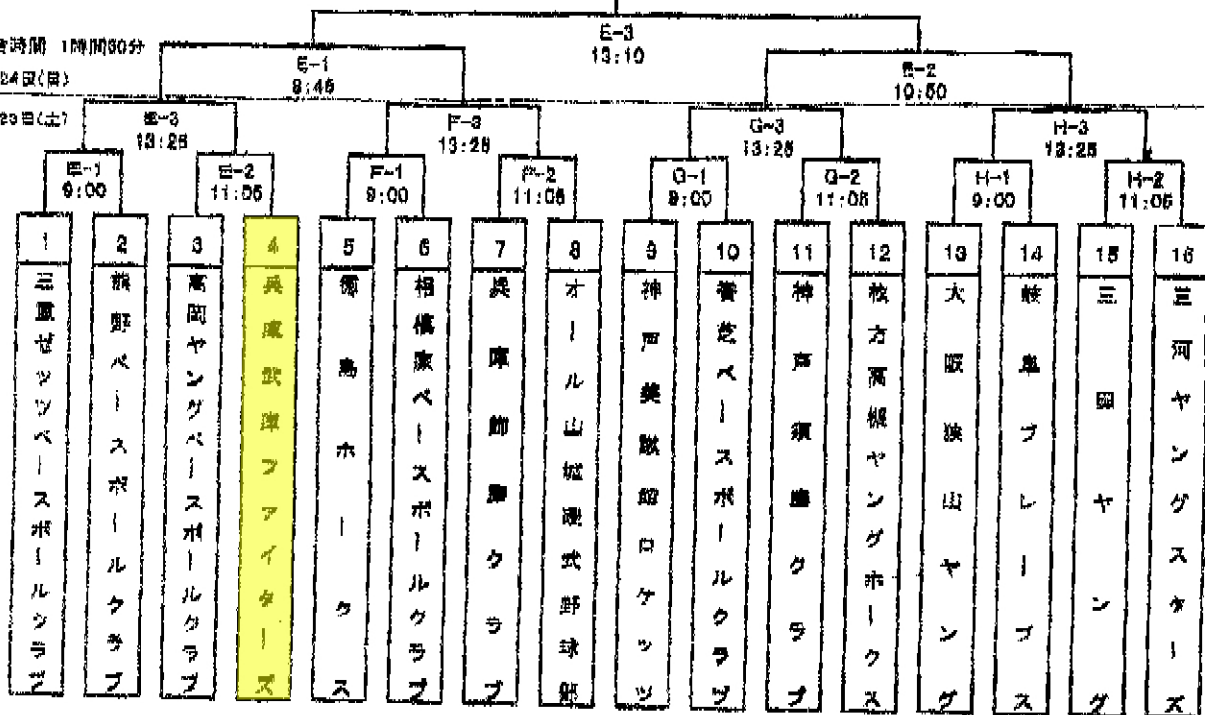 E-3
13:10
時間 1時間30分
E-1
8:45
E-2
10:50
24日(日)
23日(土)
E-3
13:25
F-3
13:25
G-3
13:25
H-3
13:25
E-1
9:00
E-2
11:05
F-1
9:00
F-2
11:05
G-1
9:00
G-2
11:05
H-1
9:00
H-2
11:05
1
2
3
4
5
6
7
8
9
10
11
12
13
14
15
16
三重ゼッツベースボールクラブ
熊野ベースボールクラブ
高岡ヤングベースボールクラブ
兵庫武庫ファイターズ
徳島ホークス
相模原ベースボールクラブ
兵庫飾磨クラブ
オール山城硬式野球
神戸美蹴館ロケッツ
香芝ベースボールクラブ
神戸須磨クラブ
枚方高槻ヤングホークス
大阪狭山ヤング
岐阜ブレーブス
三田ヤング
三河ヤングスターズ